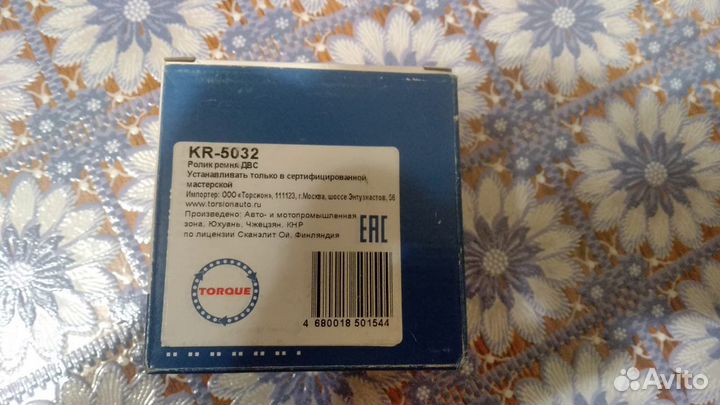 KR-5032
Ролик ремня ДВС
Устанавливать только в сертифицированной
мастерской
Импортер: ООО «Торсион», 111123, г.Москва, шоссе Энтузиастов, 56
www.torsionauto.ru
Произведено: Авто- и мотопромышленная
зона, Юхуань, Чжецзян, КНР
по лицензии Сканэлит Ой, Финляндия
EAC
TORQUE
4 680018 501544
Avito